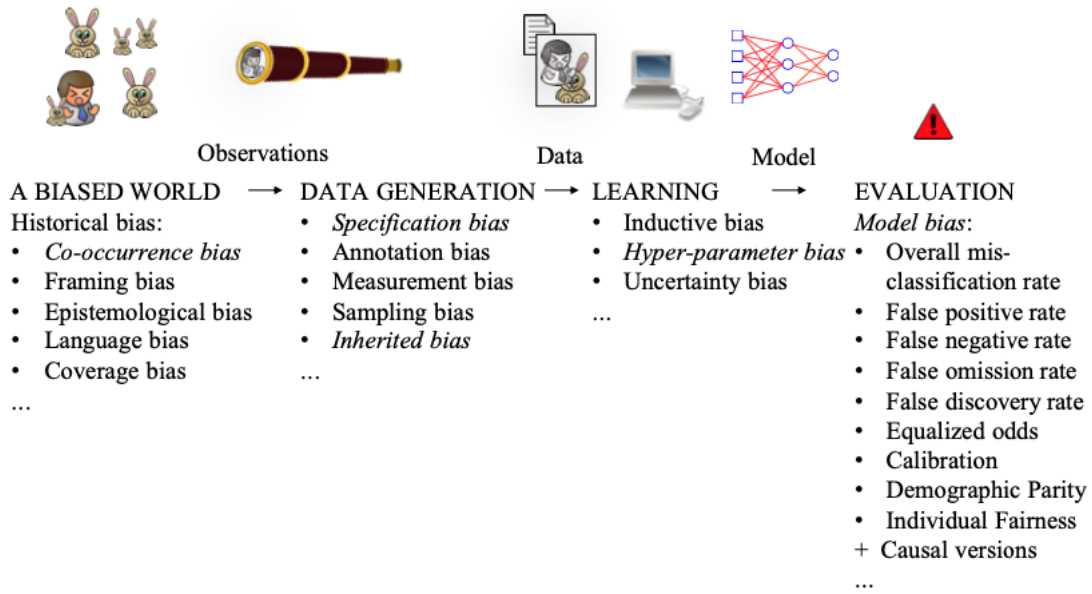 Observations
Data
Model
A BIASED WORLD
Historical bias:
• Co-occurrence bias
• Framing bias
• Epistemological bias
• Language bias
• Coverage bias
...
DATA GENERATION
• Specification bias
• Annotation bias
• Measurement bias
• Sampling bias
• Inherited bias
...
LEARNING
• Inductive bias
• Hyper-parameter bias
• Uncertainty bias
...
EVALUATION
Model bias:
• Overall mis-
classification rate
• False positive rate
• False negative rate
• False omission rate
• False discovery rate
• Equalized odds
• Calibration
• Demographic Parity
• Individual Fairness
+ Causal versions
...